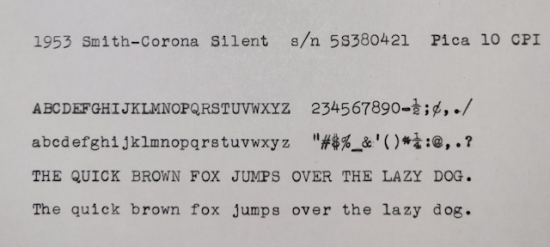 1953 Smith-Corona Silent s/n 5S380421 Pica 10 CPI
ABCDEFGHIJKLMNOPQRSTUVWXYZ 234567890-½;¢,./
abcdefghijklmnopqrstuvwxyz "#$%_&'()*¼:@,.?
THE QUICK BROWN FOX JUMPS OVER THE LAZY DOG.
The quick brown fox jumps over the lazy dog.